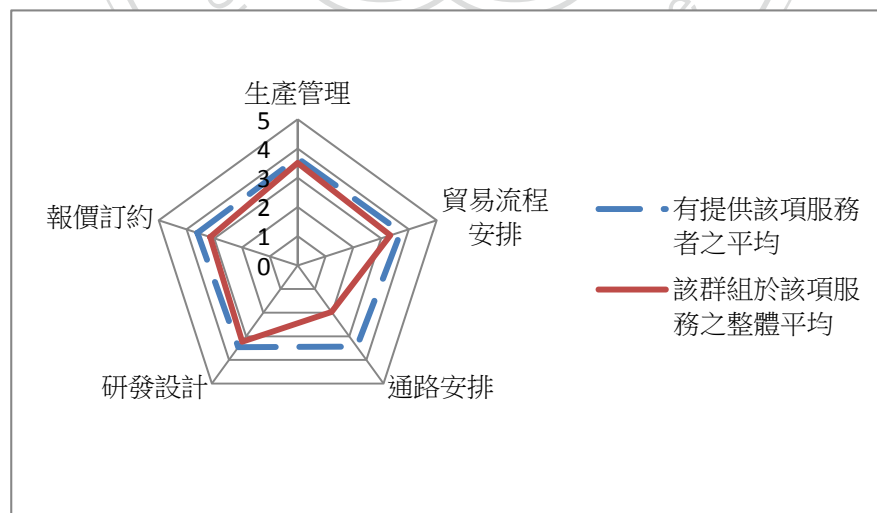 生產管理
5
4
3
2
1
0
貿易流程
安排
通路安排
研發設計
報價訂約
有提供該項服務
者之平均
該群組於該項服
務之整體平均